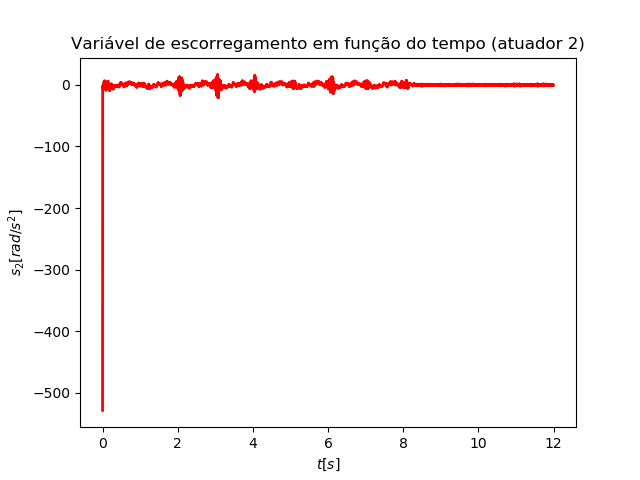 Variável de escorregamento em função do tempo (atuador 2)
0
−100
−200
−300
−400
−500
s₂[rad/s²]
0 2 4 6 8 10 12
t[s]